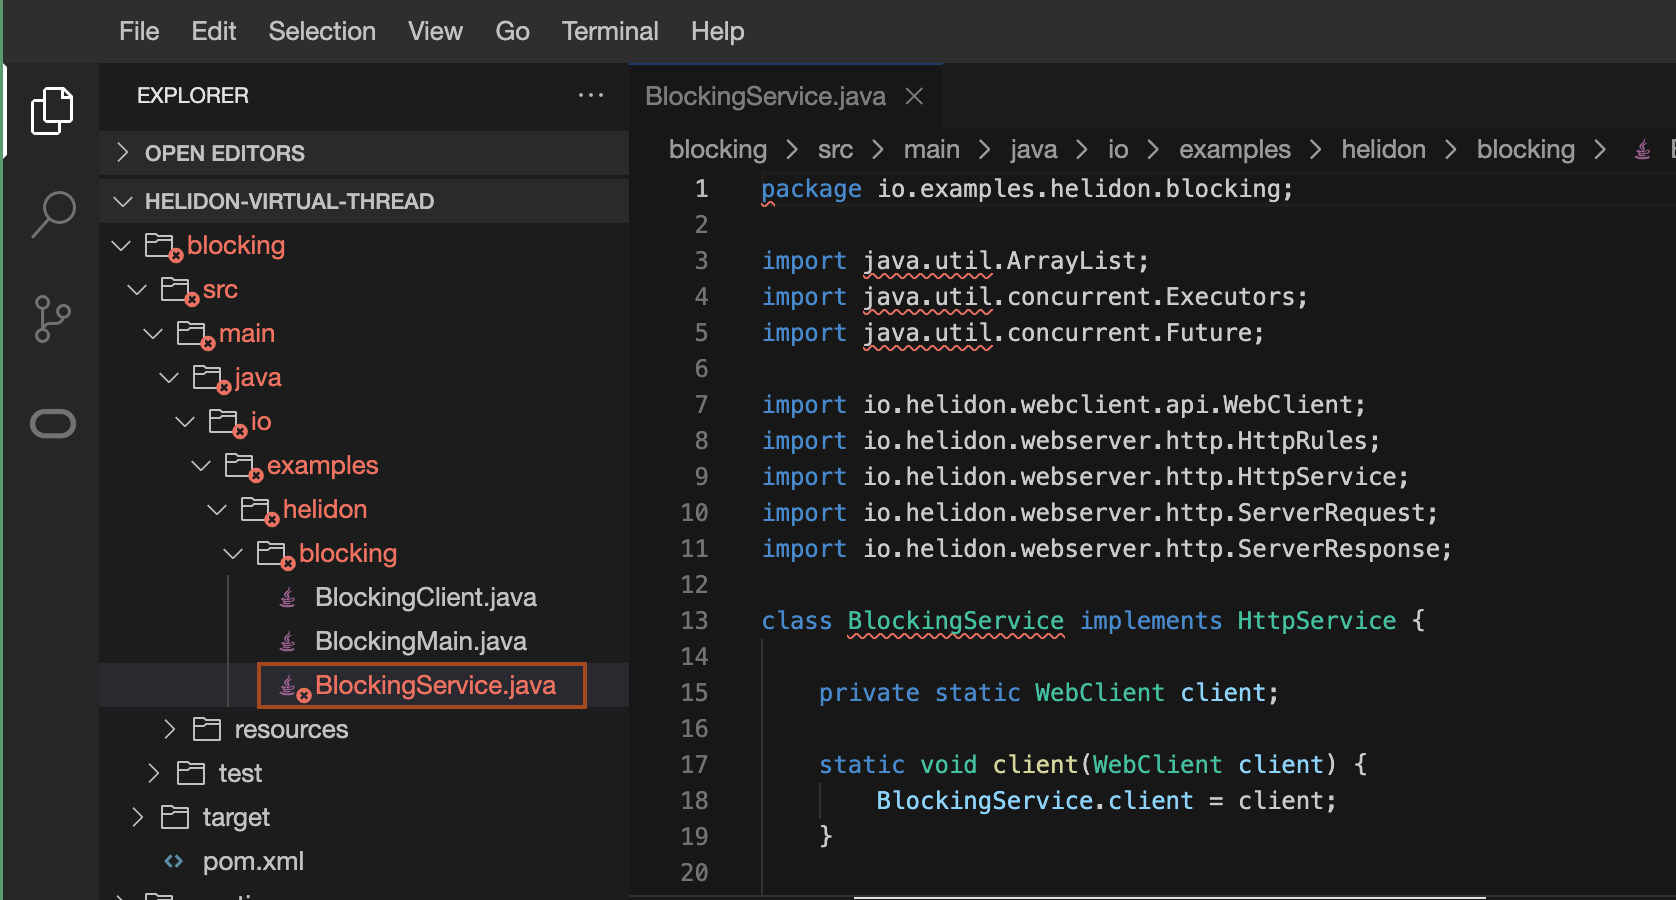 File Edit Selection View Go Terminal Help
EXPLORER ···
OPEN EDITORS
HELIDON-VIRTUAL-THREAD
blocking
src
main
java
io
examples
helidon
blocking
BlockingClient.java
BlockingMain.java
BlockingService.java
resources
test
target
pom.xml
BlockingService.java
blocking > src > main > java > io > examples > helidon > blocking >
1 package io.examples.helidon.blocking;
2
3 import java.util.ArrayList;
4 import java.util.concurrent.Executors;
5 import java.util.concurrent.Future;
6
7 import io.helidon.webclient.api.WebClient;
8 import io.helidon.webserver.http.HttpRules;
9 import io.helidon.webserver.http.HttpService;
10 import io.helidon.webserver.http.ServerRequest;
11 import io.helidon.webserver.http.ServerResponse;
12
13 class BlockingService implements HttpService {
14
15 private static WebClient client;
16
17 static void client(WebClient client) {
18 BlockingService.client = client;
19 }
20